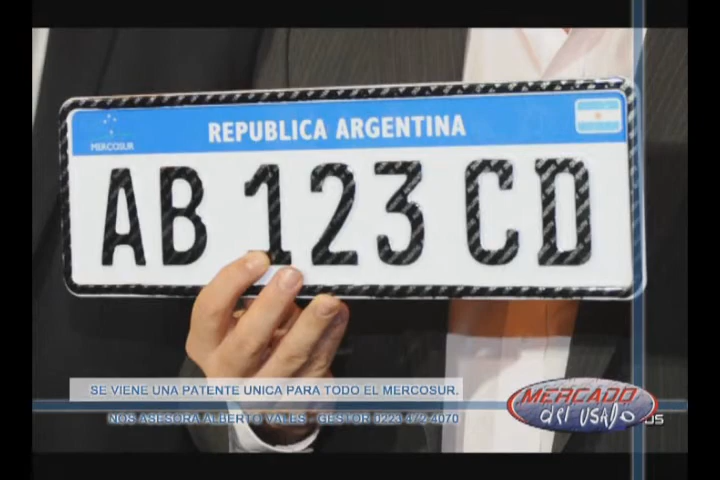 REPUBLICA ARGENTINA
MERCOSUR
AB 123 CD
SE VIENE UNA PATENTE UNICA PARA TODO EL MERCOSUR.
NOS ASESORA ALBERTO VALES - GESTOR 0223 472-4070
MERCADO
del USADO
OS